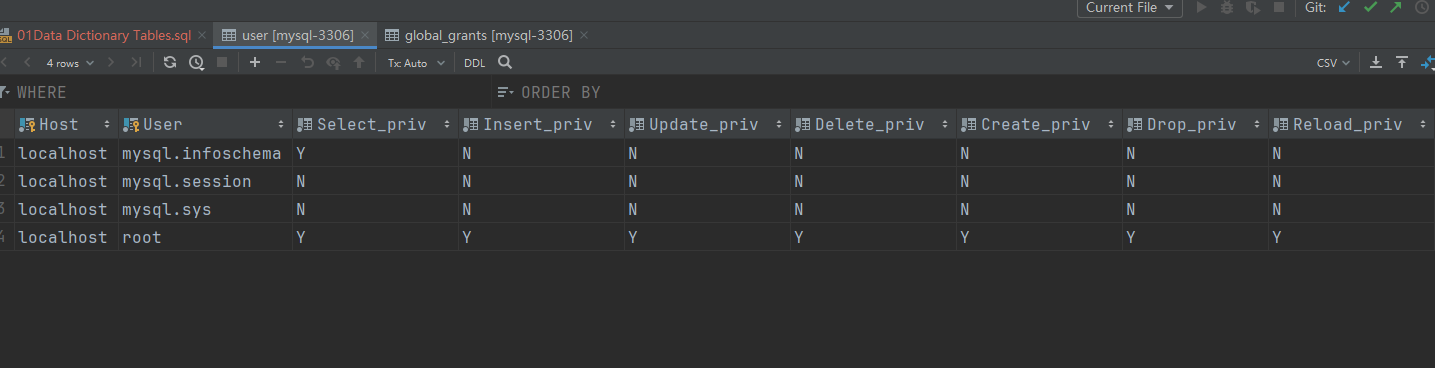 Current File Git:
01Data Dictionary Tables.sql user [mysql-3306] global_grants [mysql-3306]
4 rows Tx: Auto DDL CSV
WHERE ORDER BY
Host User Select_priv Insert_priv Update_priv Delete_priv Create_priv Drop_priv Reload_priv
1 localhost mysql.infoschema Y N N N N N N
2 localhost mysql.session N N N N N N N
3 localhost mysql.sys N N N N N N N
4 localhost root Y Y Y Y Y Y Y